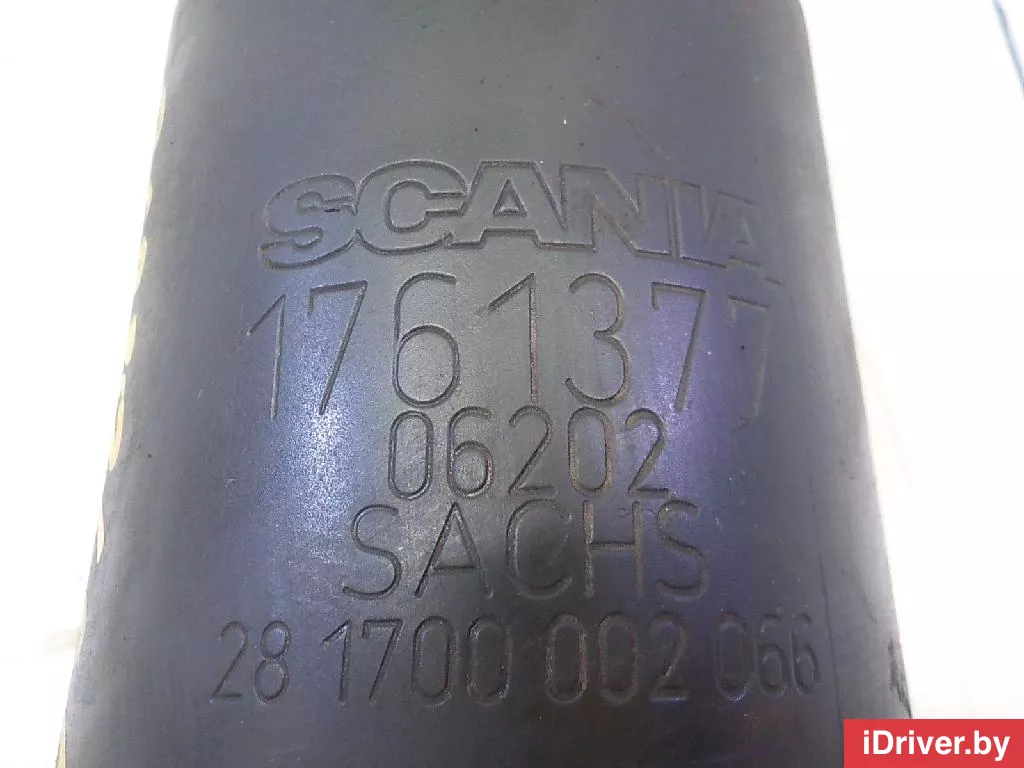 SCANIA
1761377
06202
SACHS
28 1700 002 066
iDriver.by